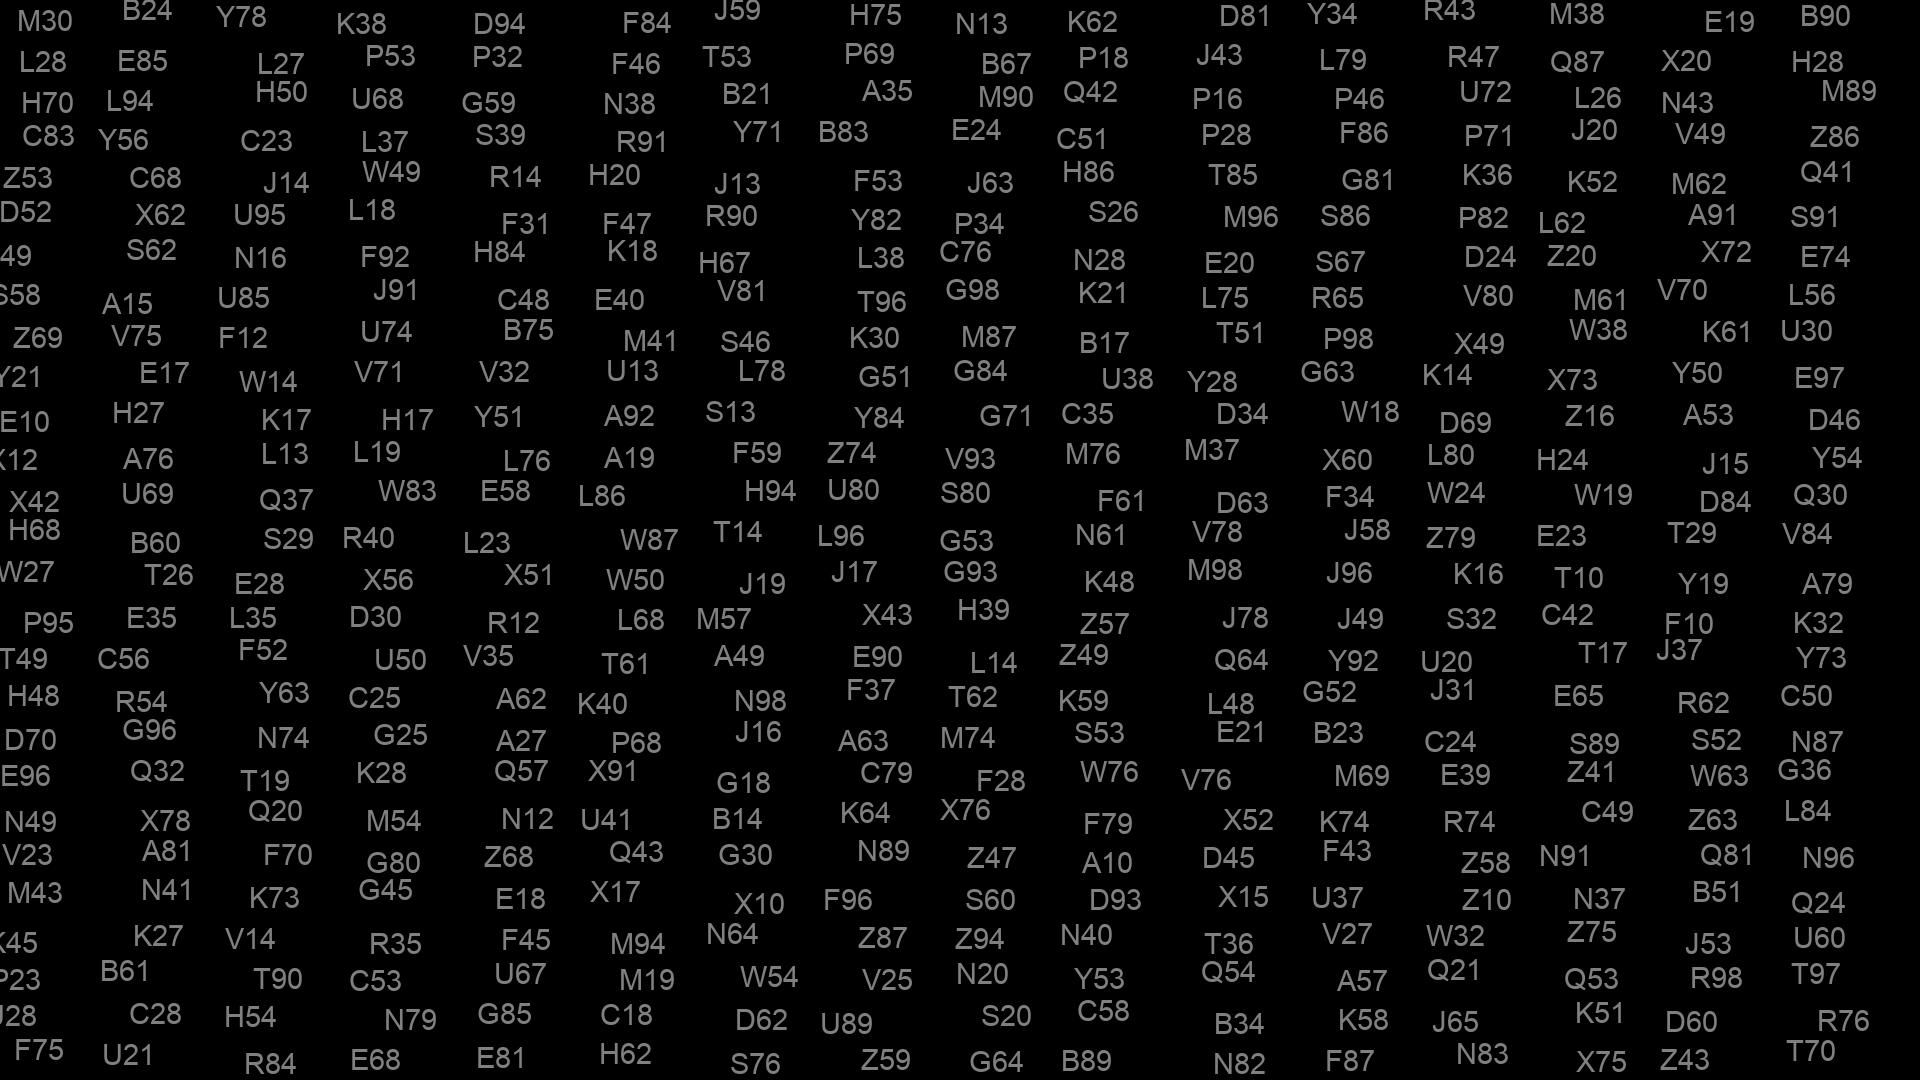 M30 B24 Y78 K38 D94 F84 J59 H75 N13 K62 D81 Y34 R43 M38 E19 B90
L28 E85 L27 P53 P32 F46 T53 P69 B67 P18 J43 L79 R47 Q87 X20 H28
H70 L94 H50 U68 G59 N38 B21 A35 M90 Q42 P16 P46 U72 L26 N43 M89
C83 Y56 C23 L37 S39 R91 Y71 B83 E24 C51 P28 F86 P71 J20 V49 Z86
Z53 C68 J14 W49 R14 H20 J13 F53 J63 H86 T85 G81 K36 K52 M62 Q41
D52 X62 U95 L18 F31 F47 R90 Y82 P34 S26 M96 S86 P82 L62 A91 S91
49 S62 N16 F92 H84 K18 H67 L38 C76 N28 E20 S67 D24 Z20 X72 E74
S58 A15 U85 J91 C48 E40 V81 T96 G98 K21 L75 R65 V80 M61 V70 L56
Z69 V75 F12 U74 B75 M41 S46 K30 M87 B17 T51 P98 X49 W38 K61 U30
Y21 E17 W14 V71 V32 U13 L78 G51 G84 U38 Y28 G63 K14 X73 Y50 E97
E10 H27 K17 H17 Y51 A92 S13 Y84 G71 C35 D34 W18 D69 Z16 A53 D46
X12 A76 L13 L19 L76 A19 F59 Z74 V93 M76 M37 X60 L80 H24 J15 Y54
X42 U69 Q37 W83 E58 L86 H94 U80 S80 F61 D63 F34 W24 W19 D84 Q30
H68 B60 S29 R40 L23 W87 T14 L96 G53 N61 V78 J58 Z79 E23 T29 V84
W27 T26 E28 X56 X51 W50 J19 J17 G93 K48 M98 J96 K16 T10 Y19 A79
P95 E35 L35 D30 R12 L68 M57 X43 H39 Z57 J78 J49 S32 C42 F10 K32
T49 C56 F52 U50 V35 T61 A49 E90 L14 Z49 Q64 Y92 U20 T17 J37 Y73
H48 R54 Y63 C25 A62 K40 N98 F37 T62 K59 L48 G52 J31 E65 R62 C50
D70 G96 N74 G25 A27 P68 J16 A63 M74 S53 E21 B23 C24 S89 S52 N87
E96 Q32 T19 K28 Q57 X91 G18 C79 F28 W76 V76 M69 E39 Z41 W63 G36
N49 X78 Q20 M54 N12 U41 B14 K64 X76 F79 X52 K74 R74 C49 Z63 L84
V23 A81 F70 G80 Z68 Q43 G30 N89 Z47 A10 D45 F43 Z58 N91 Q81 N96
M43 N41 K73 G45 E18 X17 X10 F96 S60 D93 X15 U37 Z10 N37 B51 Q24
K45 K27 V14 R35 F45 M94 N64 Z87 Z94 N40 T36 V27 W32 Z75 J53 U60
P23 B61 T90 C53 U67 M19 W54 V25 N20 Y53 Q54 A57 Q21 Q53 R98 T97
28 C28 H54 N79 G85 C18 D62 U89 S20 C58 B34 K58 J65 K51 D60 R76
F75 U21 R84 E68 E81 H62 S76 Z59 G64 B89 N82 F87 N83 X75 Z43 T70